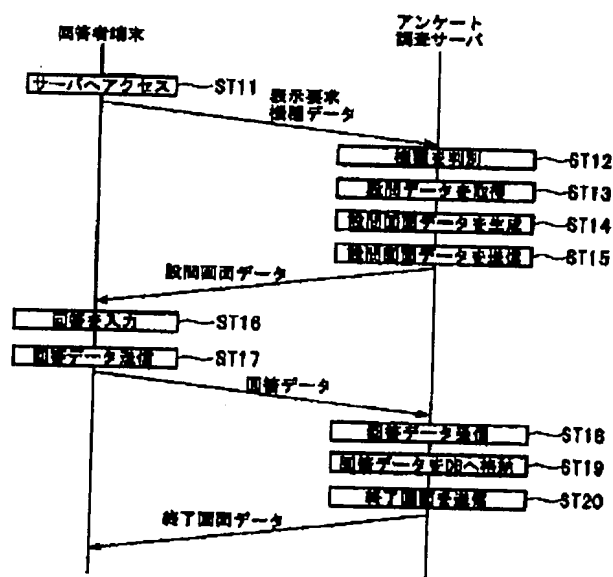 回答者端末
アンケート
調査サーバ
サーバへアクセス
ST11
表示要求
機種データ
機種を判別
ST12
設問データを取得
ST13
設問画面データを生成
ST14
設問画面データを送信
ST15
設問画面データ
回答を入力
ST16
回答データ送信
ST17
回答データ
回答データ
ST18
回答データをDBへ格納
ST19
終了画面を送信
ST20
終了画面データ